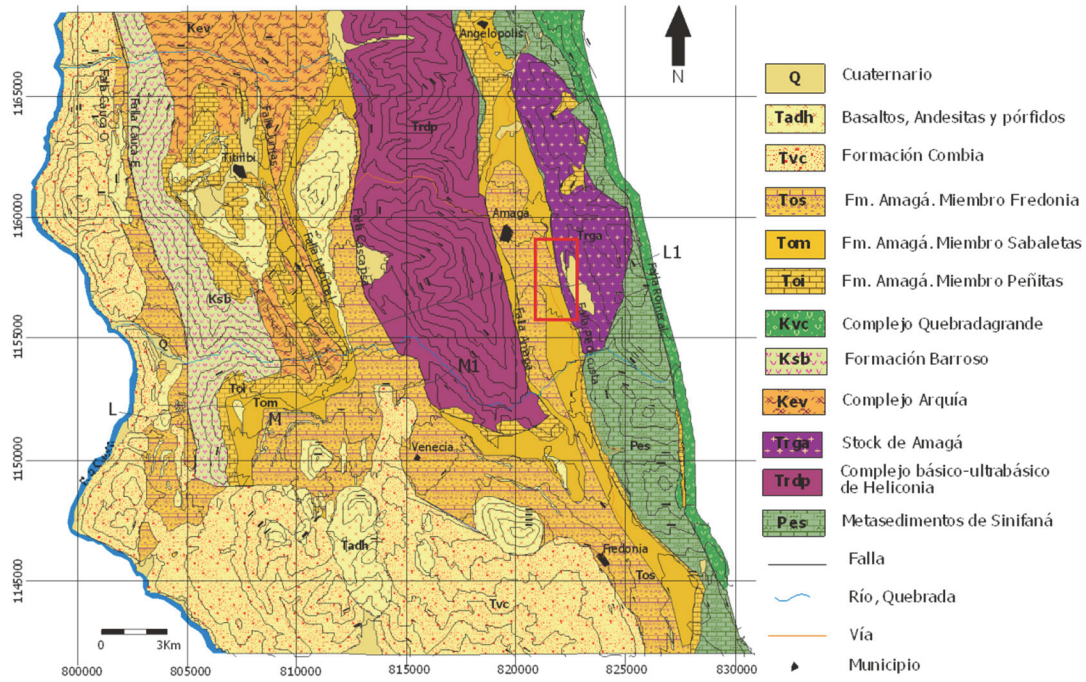 Kev
Angelópolis
N
1165000
Falla Cauca O
Falla Cauca E
Trdp
Titiribí
1160000
Amagá
Trga
L1
Ksb
1155000
Q
Falla Amagá
M1
Toi
Tom
L
M
Venecia
Pes
1150000
Tadh
Fredonia
Tos
1145000
Tvc
0 3Km
800000 805000 810000 815000 820000 825000 830000
Q Cuaternario
Tadh Basaltos, Andesitas y pórfidos
Tvc Formación Combia
Tos Fm. Amagá. Miembro Fredonia
Tom Fm. Amagá. Miembro Sabaletas
Toi Fm. Amagá. Miembro Peñitas
Kvc Complejo Quebradagrande
Ksb Formación Barroso
Kev Complejo Arquía
Trga Stock de Amagá
Trdp Complejo básico-ultrabásico
de Heliconia
Pes Metasedimentos de Sinifaná
Falla
Río, Quebrada
Vía
Municipio